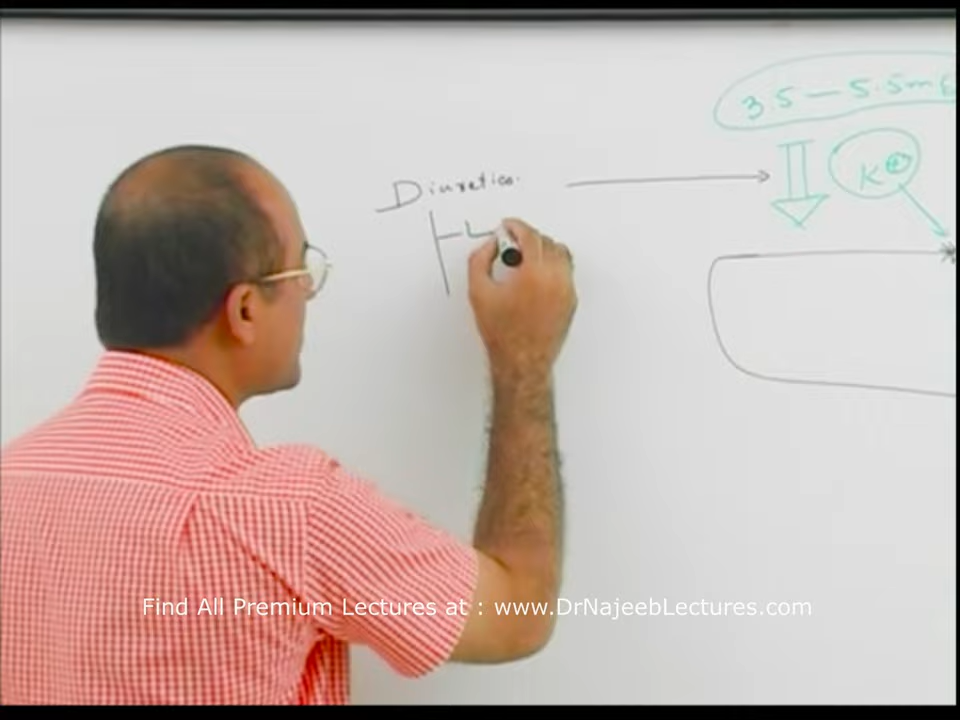 3.5 — 5.5m E
Diuretics.
K⊕
L
Find All Premium Lectures at : www.DrNajeebLectures.com